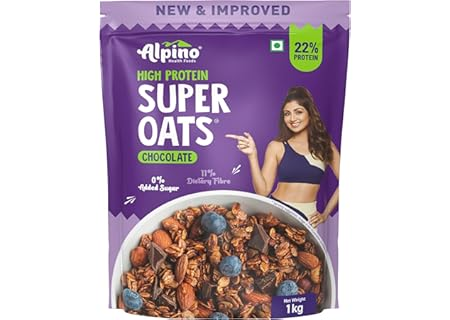 NEW & IMPROVED
Alpino
Health Foods
22%
PROTEIN
HIGH PROTEIN
SUPER
OATS
CHOCOLATE
0%
Added Sugar
11%
Dietary Fibre
Net Weight
1kg